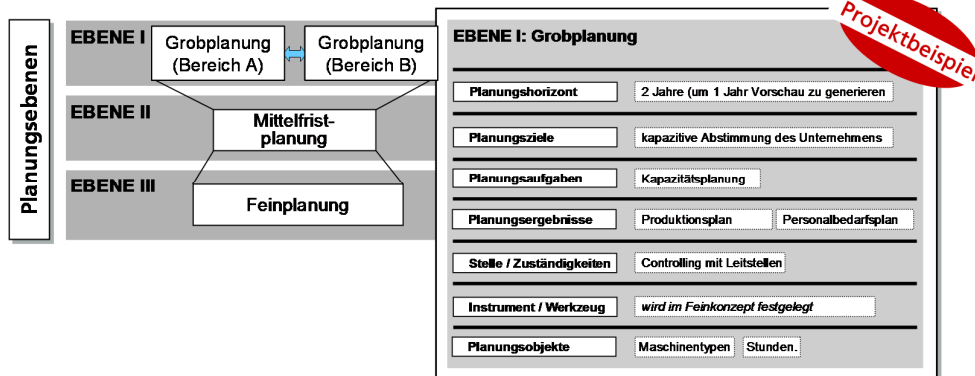 Planungsebenen
EBENE I
Grobplanung
(Bereich A)
Grobplanung
(Bereich B)
EBENE II
Mittelfrist-
planung
EBENE III
Feinplanung
EBENE I: Grobplanung
Projektbeispiel
Planungshorizont
2 Jahre (um 1 Jahr Vorschau zu generieren
Planungsziele
kapazitive Abstimmung des Unternehmens
Planungsaufgaben
Kapazitätsplanung
Planungsergebnisse
Produktionsplan
Personalbedarfsplan
Stelle / Zuständigkeiten
Controlling mit Leitstellen
Instrument / Werkzeug
wird im Feinkonzept festgelegt
Planungsobjekte
Maschinentypen
Stunden.